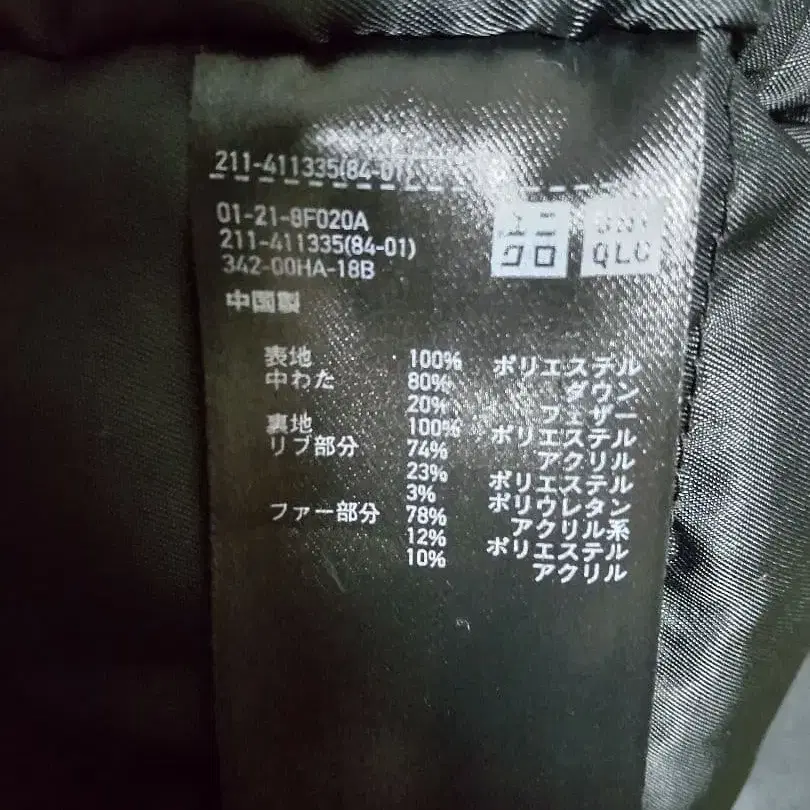 211-411335(84-01)
01-21-8F020A
211-411335(84-01)
342-00HA-18B
ユニ
クロ
UNI
QLO
中国製
表地 100% ポリエステル
中わた 80% ダウン
20% フェザー
裏地 100% ポリエステル
リブ部分 74% アクリル
23% ポリエステル
3% ポリウレタン
ファー部分 78% アクリル系
12% ポリエステル
10% アクリル